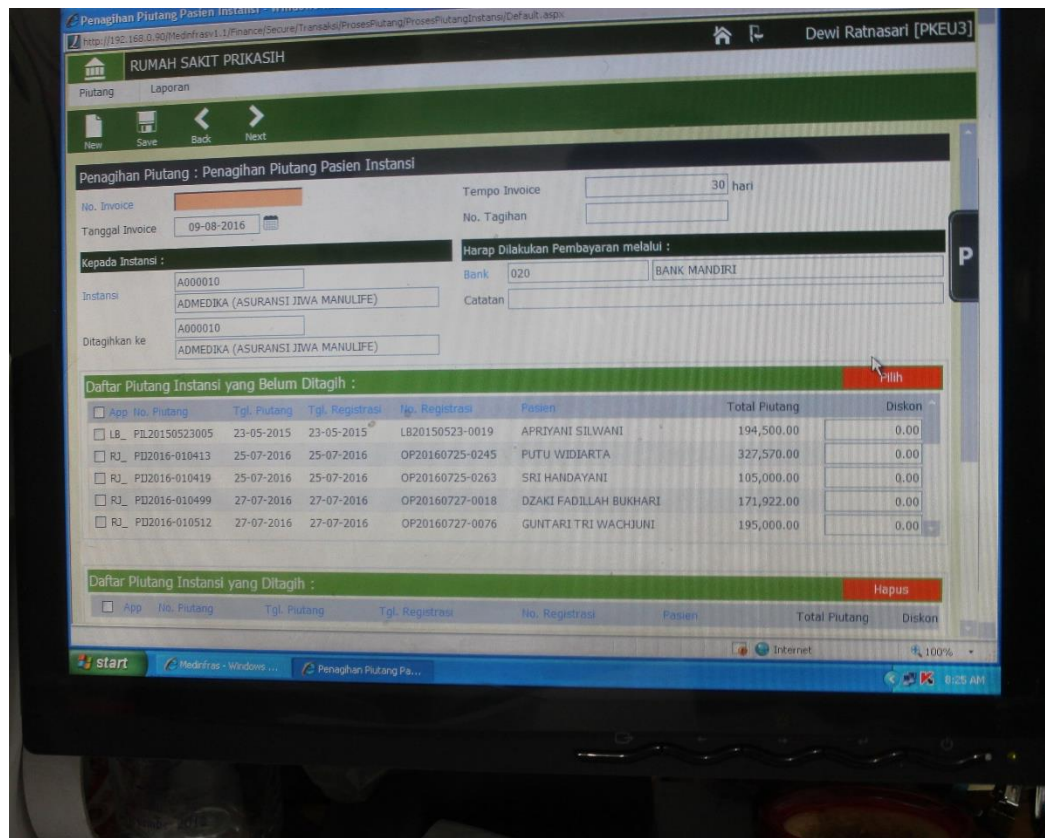 Penagihan Piutang Pasien Instansi
http://192.168.0.90/Medinfrasv1.1/Finance/Secure/Transaksi/ProsesPiutang/ProsesPiutangInstansi/Default.aspx
RUMAH SAKIT PRIKASIH
Dewi Ratnasari [PKEU3]
Piutang Laporan
New Save Back Next
Penagihan Piutang : Penagihan Piutang Pasien Instansi
No. Invoice
Tempo Invoice 30 hari
Tanggal Invoice 09-08-2016
No. Tagihan
Kepada Instansi :
Harap Dilakukan Pembayaran melalui :
P
Instansi A000010
ADMEDIKA (ASURANSI JIWA MANULIFE)
Bank 020 BANK MANDIRI
Catatan
Ditagihkan ke A000010
ADMEDIKA (ASURANSI JIWA MANULIFE)
Daftar Piutang Instansi yang Belum Ditagih : Pilih
App No. Piutang Tgl. Piutang Tgl. Registrasi No. Registrasi Pasien Total Piutang Diskon
LB_ PIL20150523005 23-05-2015 23-05-2015 LB20150523-0019 APRIYANI SILWANI 194,500.00 0.00
RJ_ PII2016-010413 25-07-2016 25-07-2016 OP20160725-0245 PUTU WIDIARTA 327,570.00 0.00
RJ_ PII2016-010419 25-07-2016 25-07-2016 OP20160725-0263 SRI HANDAYANI 105,000.00 0.00
RJ_ PII2016-010499 27-07-2016 27-07-2016 OP20160727-0018 DZAKI FADILLAH BUKHARI 171,922.00 0.00
RJ_ PII2016-010512 27-07-2016 27-07-2016 OP20160727-0076 GUNTARI TRI WACHJUNI 195,000.00 0.00
Daftar Piutang Instansi yang Ditagih : Hapus
App No. Piutang Tgl. Piutang Tgl. Registrasi No. Registrasi Pasien Total Piutang Diskon
Internet 100%
start Medinfras - Windows ... Penagihan Piutang Pa... 8:25 AM